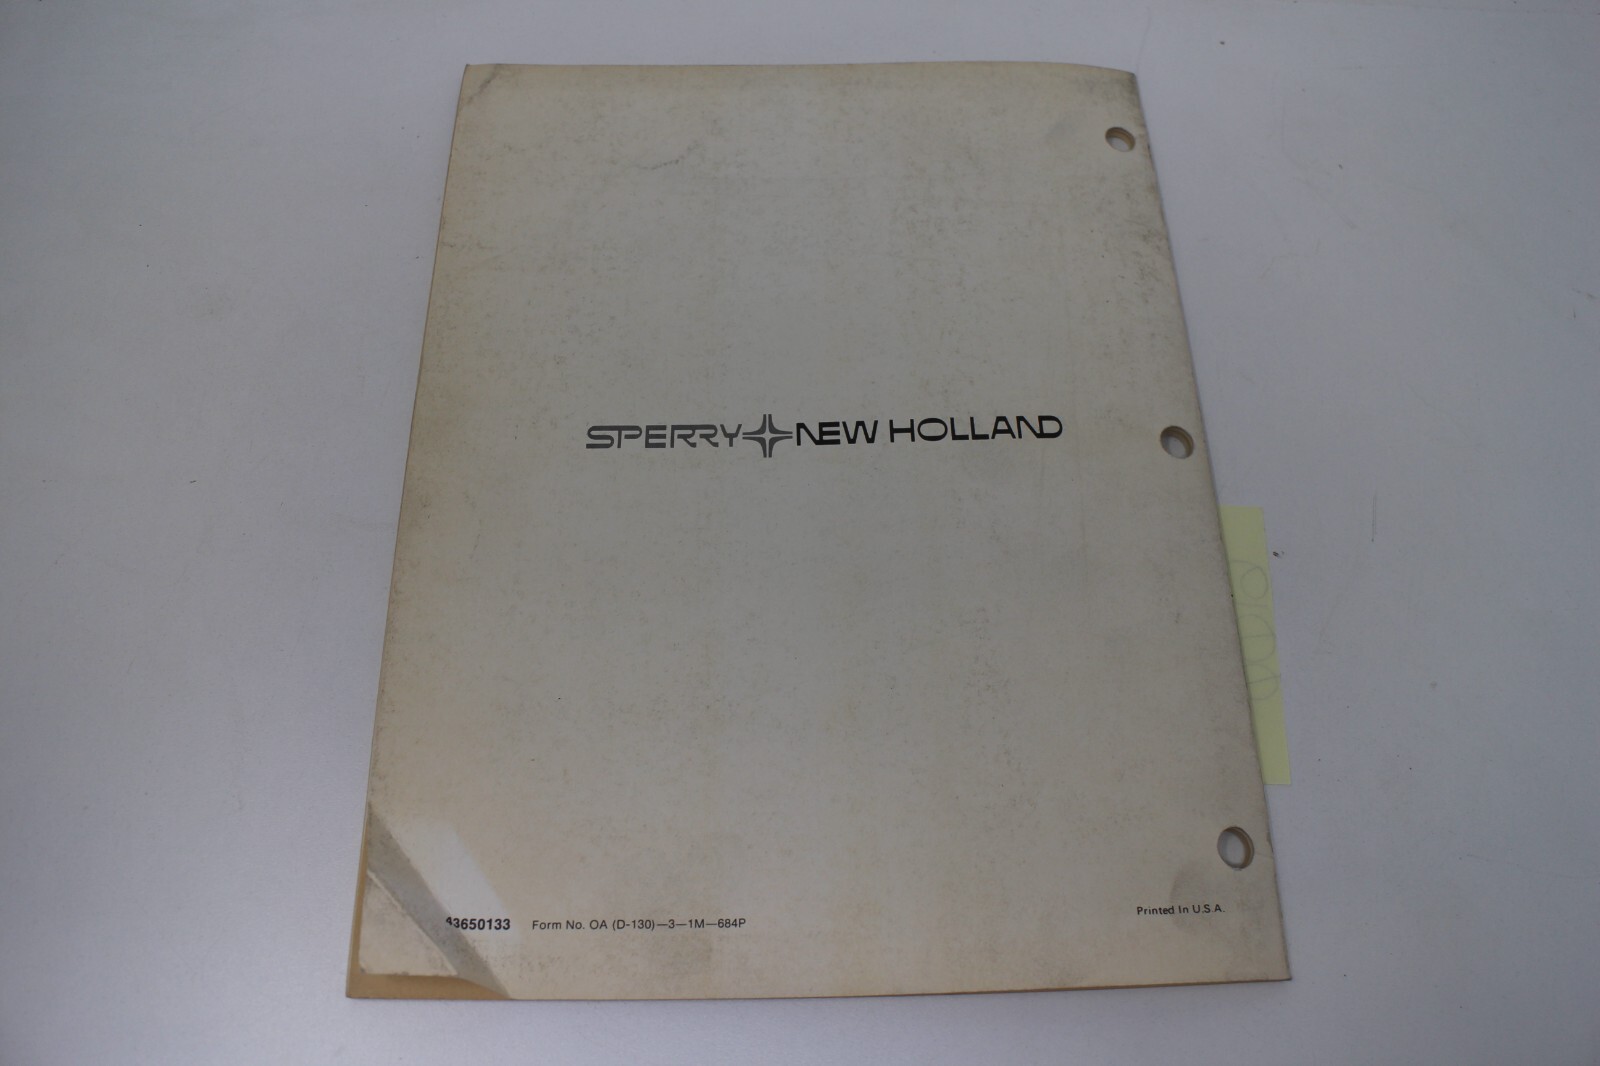 SPERRY NEW HOLLAND
43650133 Form No. OA (D-130)—3—1M—684P
Printed In U.S.A.